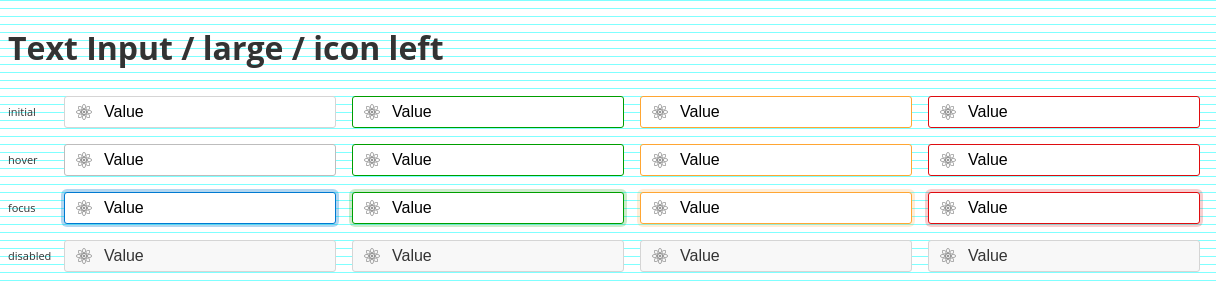 Text Input / large / icon left
initial Value Value Value Value
hover Value Value Value Value
focus Value Value Value Value
disabled Value Value Value Value